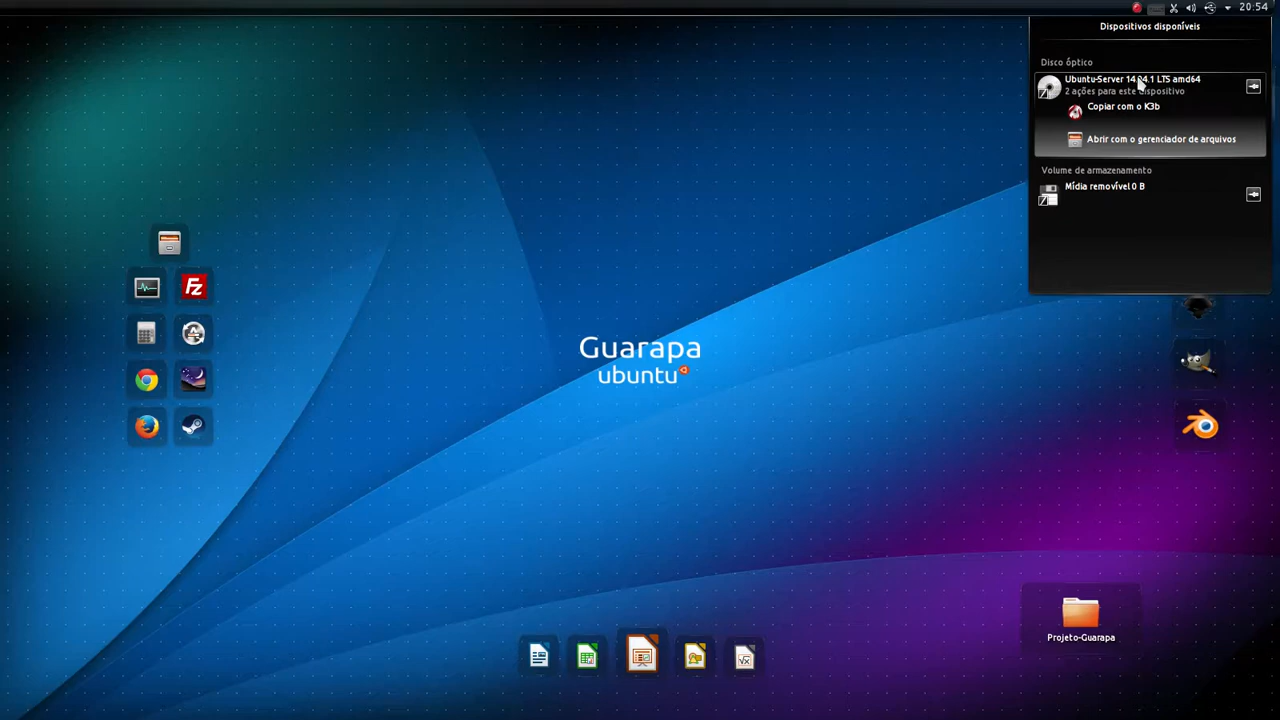 20:54
Dispositivos disponíveis
Disco óptico
Ubuntu-Server 14.04.1 LTS amd64
2 ações para este dispositivo
Copiar com o K3b
Abrir com o gerenciador de arquivos
Volume de armazenamento
Mídia removível 0 B
Fz
Guarapa
ubuntu
Projeto-Guarapa